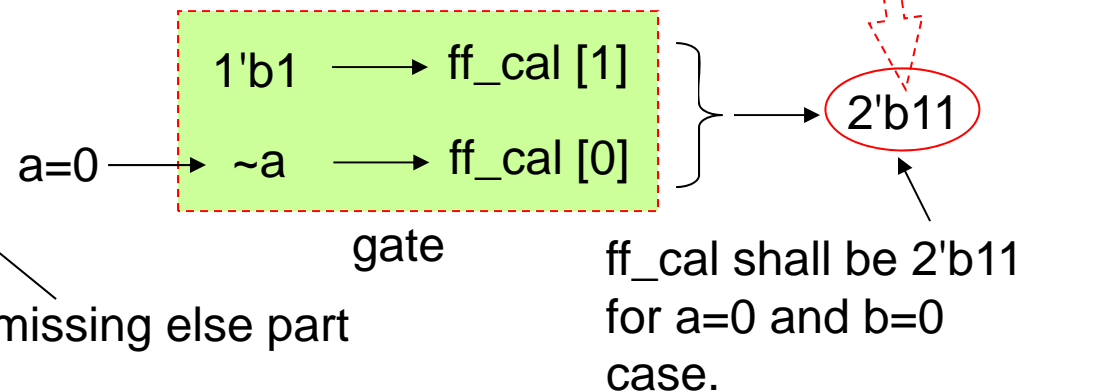 1'b1 ff_cal [1]
2'b11
a=0 ~a ff_cal [0]
gate
ff_cal shall be 2'b11
for a=0 and b=0
case.
missing else part